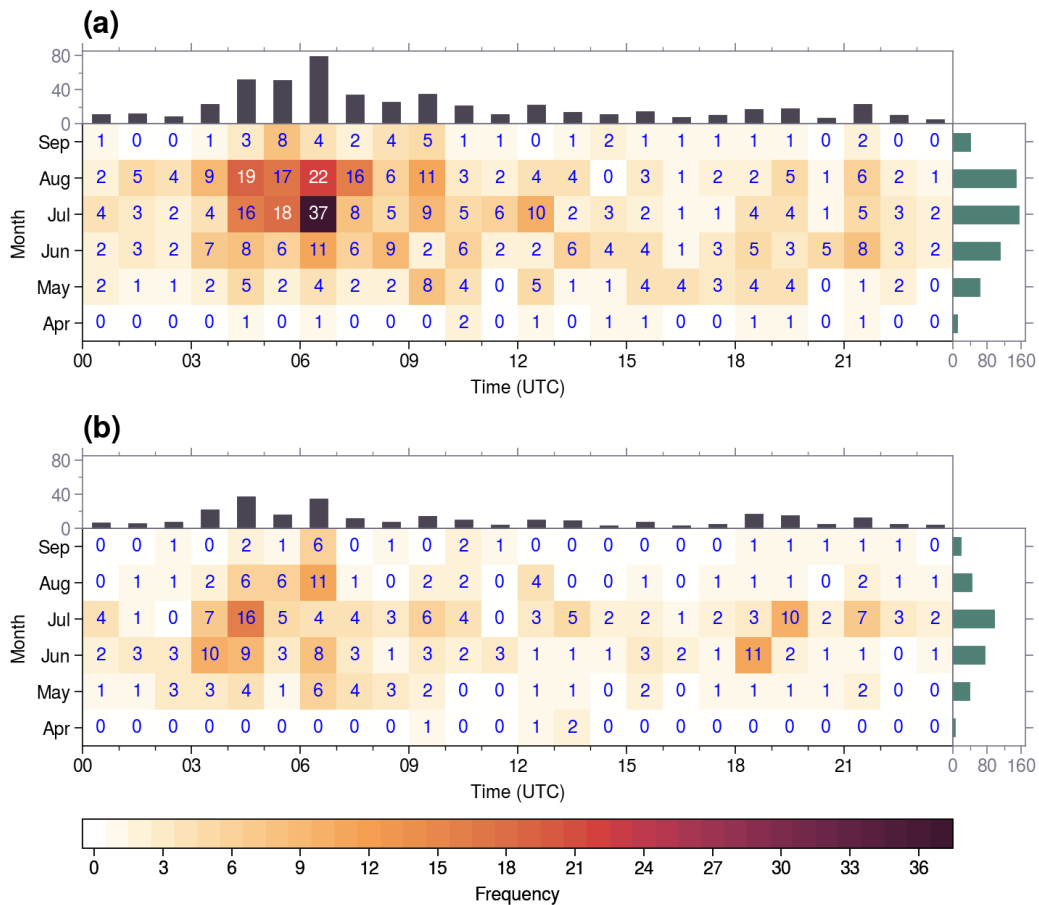 (a)
80
40
0
Sep 1 0 0 1 3 8 4 2 4 5 1 1 0 1 2 1 1 1 1 1 0 2 0 0
Aug 2 5 4 9 19 17 22 16 6 11 3 2 4 4 0 3 1 2 2 5 1 6 2 1
Jul 4 3 2 4 16 18 37 8 5 9 5 6 10 2 3 2 1 1 4 4 1 5 3 2
Jun 2 3 2 7 8 6 11 6 9 2 6 2 2 6 4 4 1 3 5 3 5 8 3 2
May 2 1 1 2 5 2 4 2 2 8 4 0 5 1 1 4 4 3 4 4 0 1 2 0
Apr 0 0 0 0 1 0 1 0 0 0 2 0 1 0 1 1 0 0 1 1 0 1 0 0
Month
00 03 06 09 12 15 18 21 0 80 160
Time (UTC)
(b)
80
40
0
Sep 0 0 1 0 2 1 6 0 1 0 2 1 0 0 0 0 0 0 1 1 1 1 1 0
Aug 0 1 1 2 6 6 11 1 0 2 2 0 4 0 0 1 0 1 1 1 0 2 1 1
Jul 4 1 0 7 16 5 4 4 3 6 4 0 3 5 2 2 1 2 3 10 2 7 3 2
Jun 2 3 3 10 9 3 8 3 1 3 2 3 1 1 1 3 2 1 11 2 1 1 0 1
May 1 1 3 3 4 1 6 4 3 2 0 0 1 1 0 2 0 1 1 1 1 2 0 0
Apr 0 0 0 0 0 0 0 0 0 1 0 0 1 2 0 0 0 0 0 0 0 0 0 0
Month
00 03 06 09 12 15 18 21 0 80 160
Time (UTC)
0 3 6 9 12 15 18 21 24 27 30 33 36
Frequency